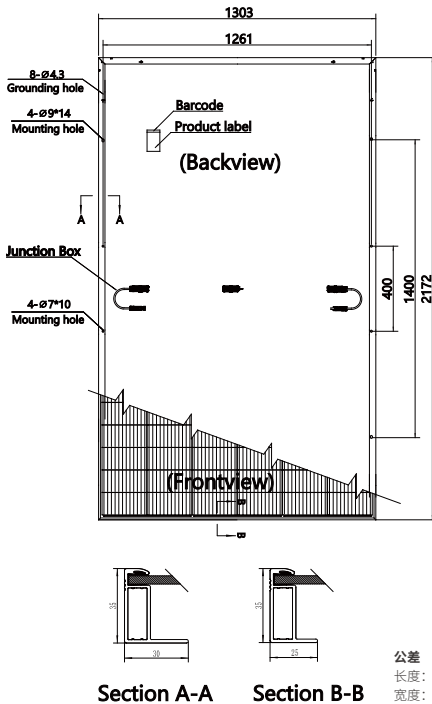 1303
1261
8-Ø4.3
Grounding hole
4-Ø9*14
Mounting hole
Barcode
Product label
(Backview)
A
A
Junction Box
4-Ø7*10
Mounting hole
400
1400
2172
(Frontview)
B
B
35
30
35
25
Section A-A
Section B-B
公差
长度:
宽度: